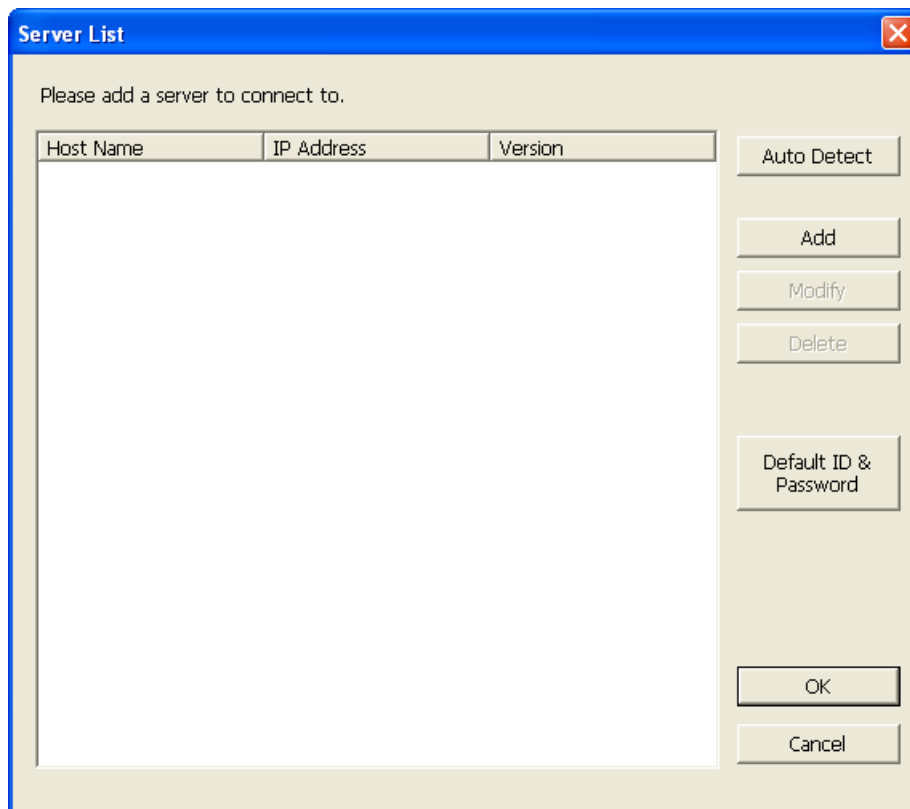 Server List
Please add a server to connect to.
Host Name IP Address Version
Auto Detect
Add
Modify
Delete
Default ID &
Password
OK
Cancel